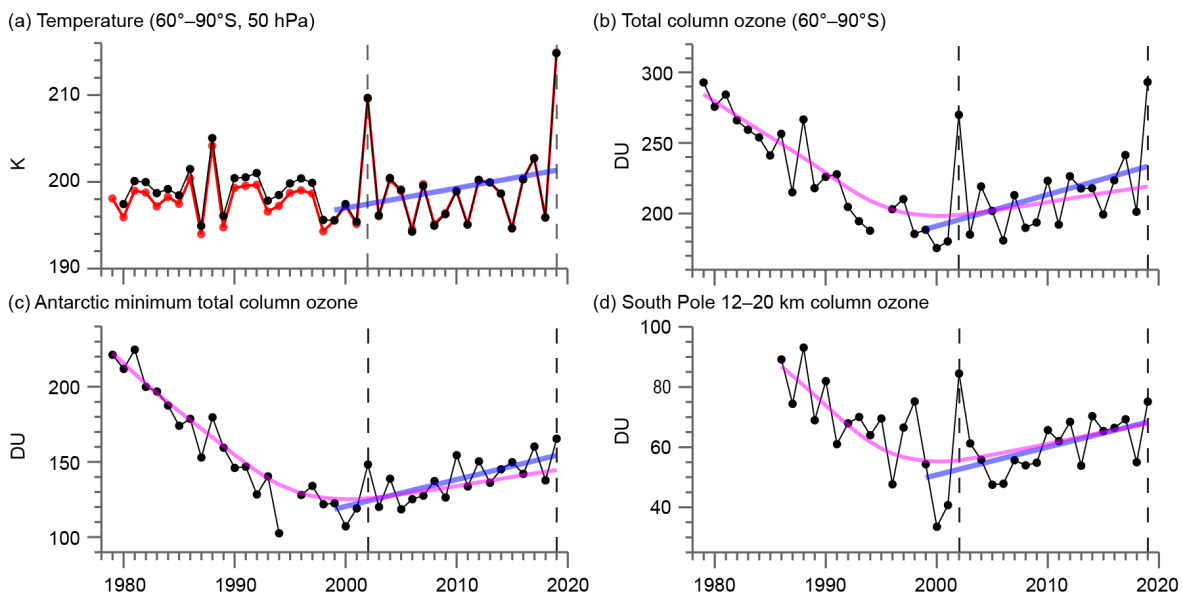 (a) Temperature (60°–90°S, 50 hPa)
(b) Total column ozone (60°–90°S)
K
210
200
190
DU
300
250
200
(c) Antarctic minimum total column ozone
(d) South Pole 12–20 km column ozone
DU
200
150
100
DU
100
80
60
40
1980
1990
2000
2010
2020
1980
1990
2000
2010
2020